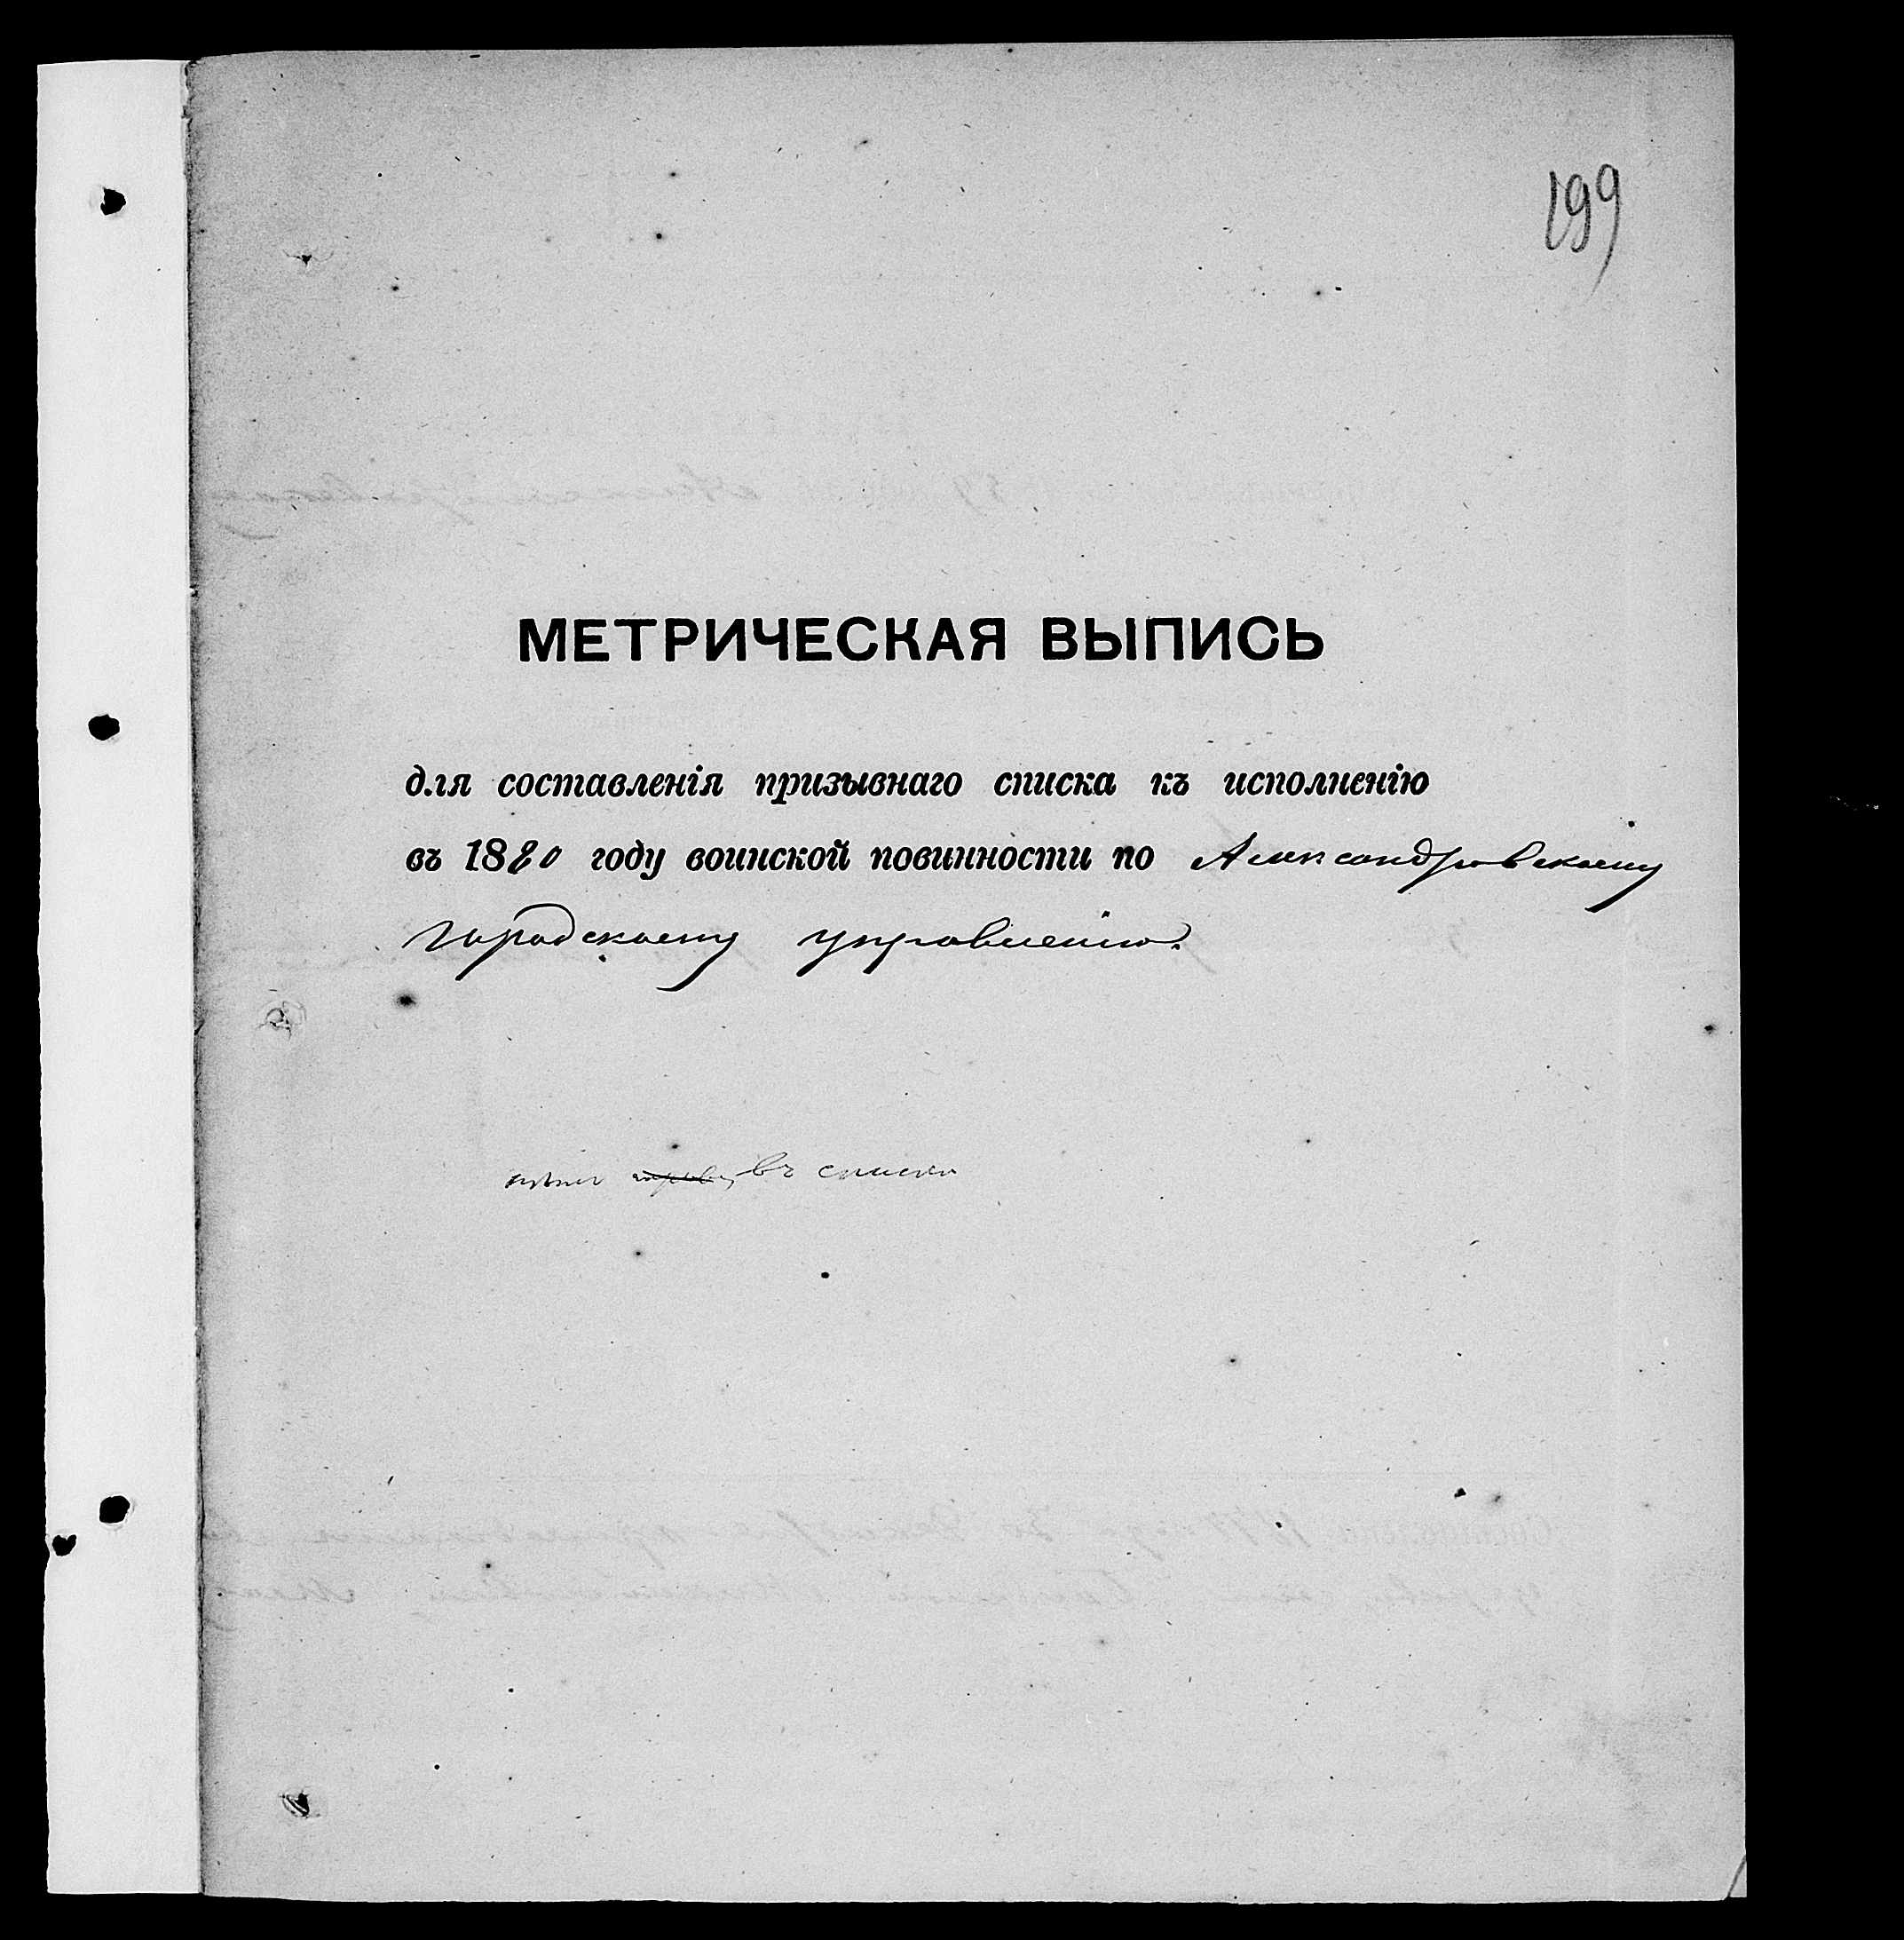 199
МЕТРИЧЕСКАЯ ВЫПИСЬ
для составленія призывнаго списка къ исполненію
въ 1880 году воинской повинности по Александровскому
городскому управленію.
въ списки